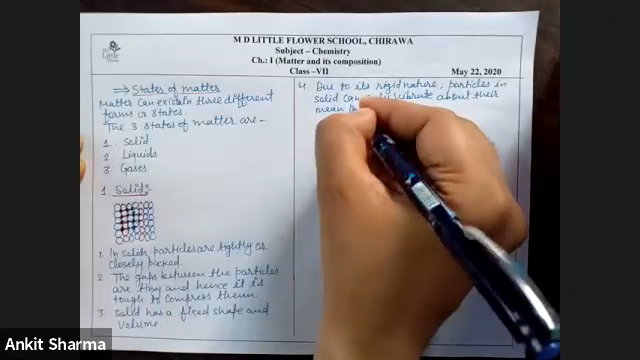 M D LITTLE FLOWER SCHOOL, CHIRAWA
Subject – Chemistry
Ch.: I (Matter and its composition)
Class –VII
May 22, 2020
⇒ States of matter
Matter can exist in three different
forms or states.
The 3 States of matter are -
1. Solid
2 Liquids
3 Gases
1. Solid:
1. In solids, particles are tightly or
closely packed.
2 The gaps between the particles
are tiny and hence it is
tough to compress them.
3 Solid has a fixed shape and
volume.
4. Due to its rigid nature, particles in
solid can vibrate about their
mean
Ankit Sharma